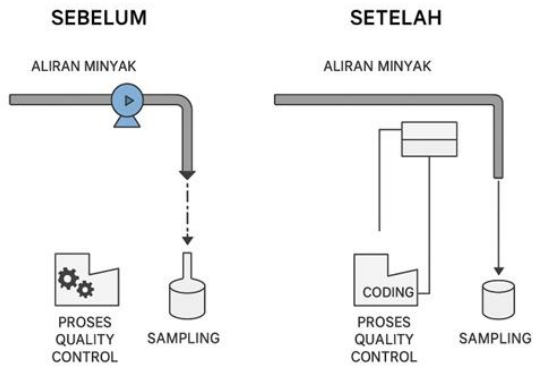 SEBELUM
ALIRAN MINYAK
PROSES
QUALITY
CONTROL
SAMPLING
SETELAH
ALIRAN MINYAK
CODING
PROSES
QUALITY
CONTROL
SAMPLING